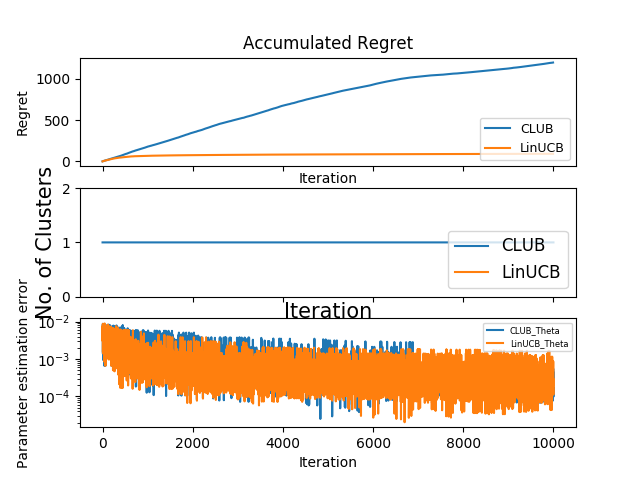 Accumulated Regret
1000
500
0
Regret
CLUB
LinUCB
Iteration
2
1
0
No. of Clusters
CLUB
LinUCB
Iteration
10⁻²
10⁻³
10⁻⁴
Parameter estimation error
CLUB_Theta
LinUCB_Theta
0 2000 4000 6000 8000 10000
Iteration